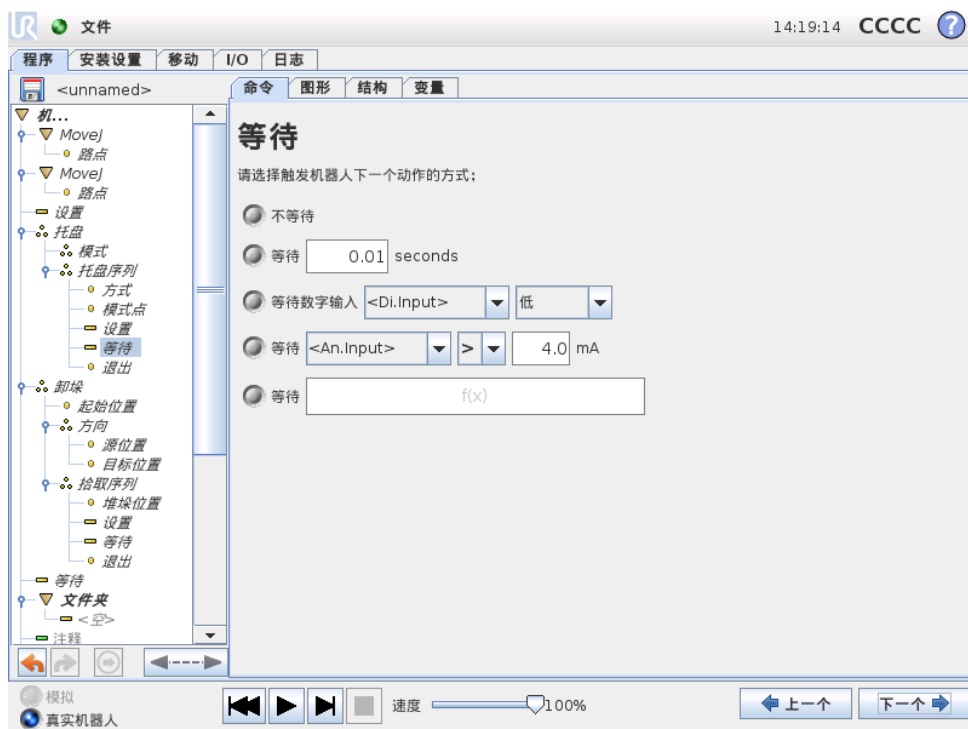 UR 文件 14:19:14 CCCC ?
程序 安装设置 移动 I/O 日志
<unnamed>
命令 图形 结构 变量
机...
MoveJ
路点
MoveJ
路点
设置
托盘
模式
托盘序列
方式
模式点
设置
等待
退出
卸垛
起始位置
方向
源位置
目标位置
拾取序列
堆垛位置
设置
等待
退出
等待
文件夹
<空>
注释
等待
请选择触发机器人下一个动作的方式；
不等待
等待 0.01 seconds
等待数字输入 <Di.Input> 低
等待 <An.Input> > 4.0 mA
等待 f(x)
模拟
真实机器人
速度 100%
上一个 下一个